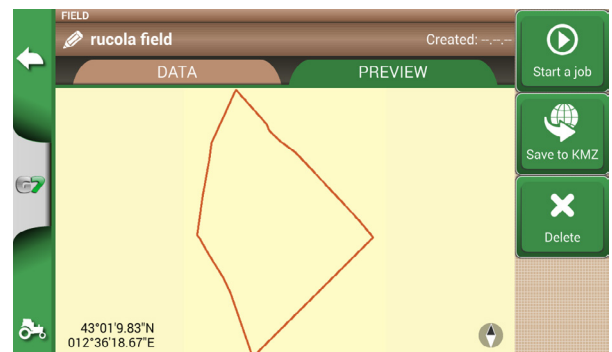 FIELD
rucola field
Created: --.--.--
DATA
PREVIEW
Start a job
Save to KMZ
Delete
G7
43°01'9.83"N
012°36'18.67"E